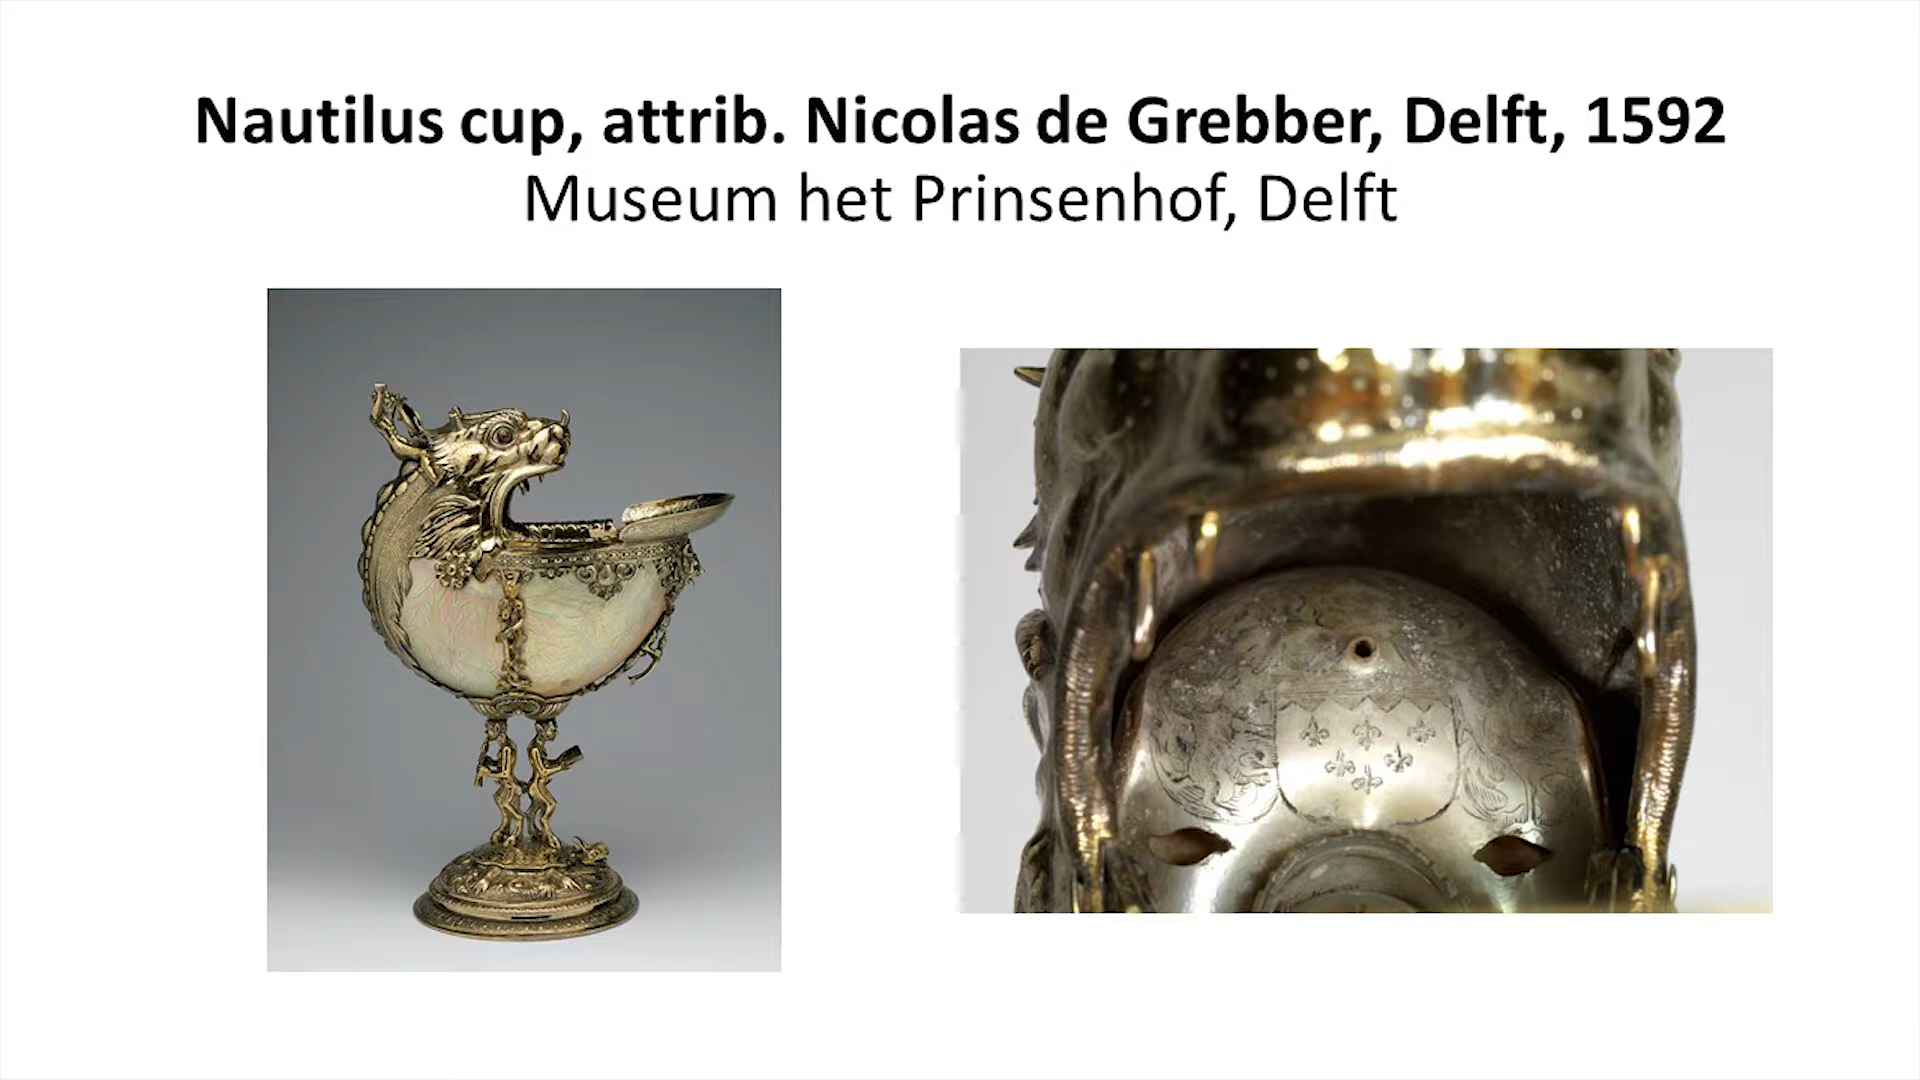 Nautilus cup, attrib. Nicolas de Grebber, Delft, 1592
Museum het Prinsenhof, Delft